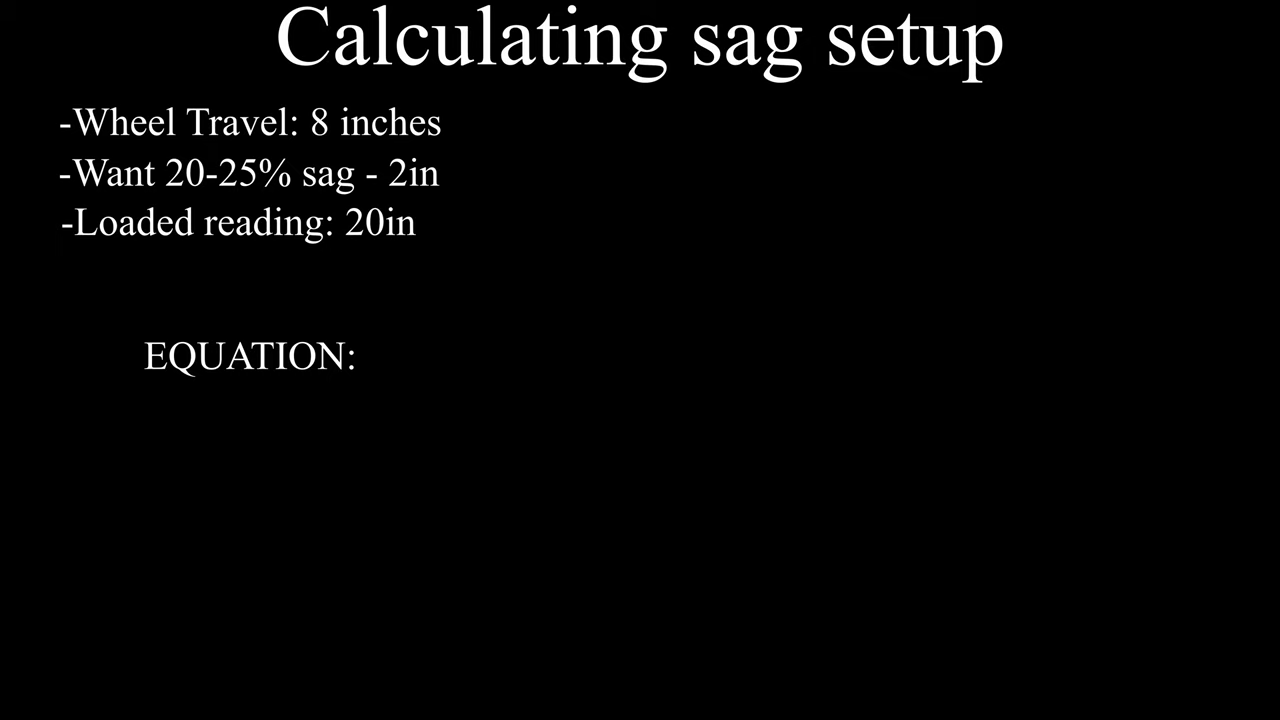 Calculating sag setup
-Wheel Travel: 8 inches
-Want 20-25% sag - 2in
-Loaded reading: 20in
EQUATION: